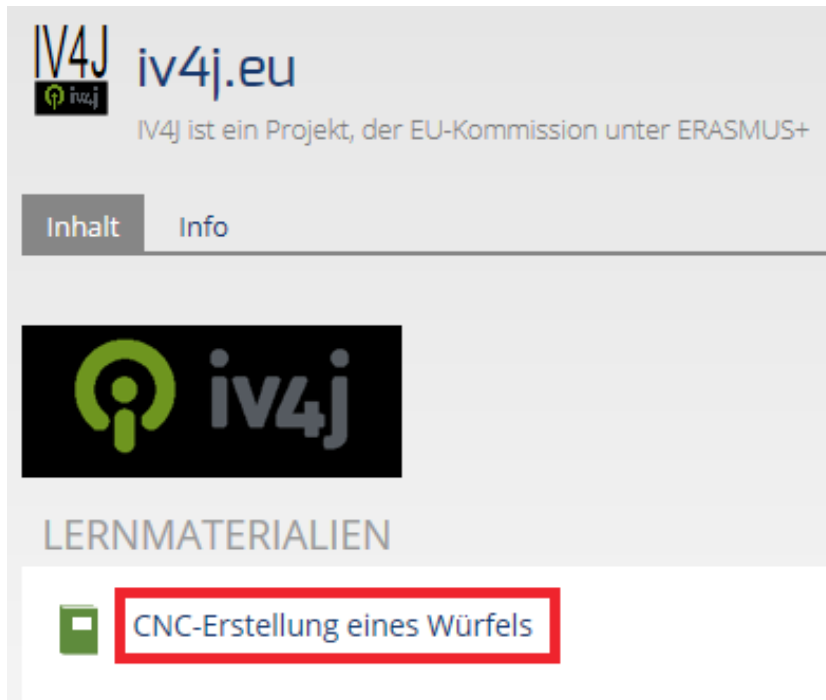 IV4J
iv4j
iv4j.eu
IV4J ist ein Projekt, der EU-Kommission unter ERASMUS+
Inhalt
Info
iv4j
LERNMATERIALIEN
CNC-Erstellung eines Würfels